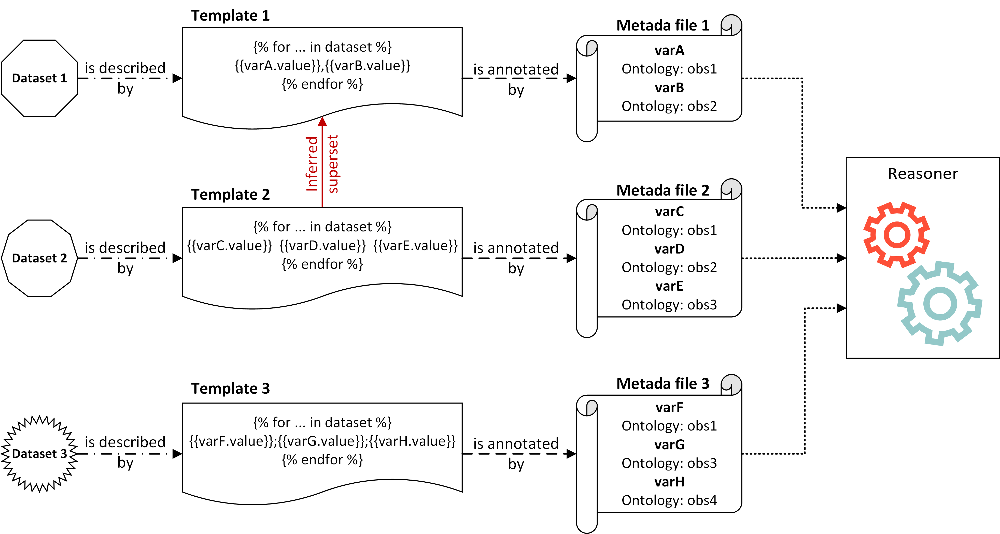 Template 1
Metada file 1
Dataset 1
is described
by
{% for ... in dataset %}
{{varA.value}},{{varB.value}}
{% endfor %}
is annotated
by
varA
Ontology: obs1
varB
Ontology: obs2
Inferred
superset
Reasoner
Template 2
Metada file 2
Dataset 2
is described
by
{% for ... in dataset %}
{{varC.value}} {{varD.value}} {{varE.value}}
{% endfor %}
is annotated
by
varC
Ontology: obs1
varD
Ontology: obs2
varE
Ontology: obs3
Template 3
Metada file 3
Dataset 3
is described
by
{% for ... in dataset %}
{{varF.value}};{{varG.value}};{{varH.value}}
{% endfor %}
is annotated
by
varF
Ontology: obs1
varG
Ontology: obs3
varH
Ontology: obs4